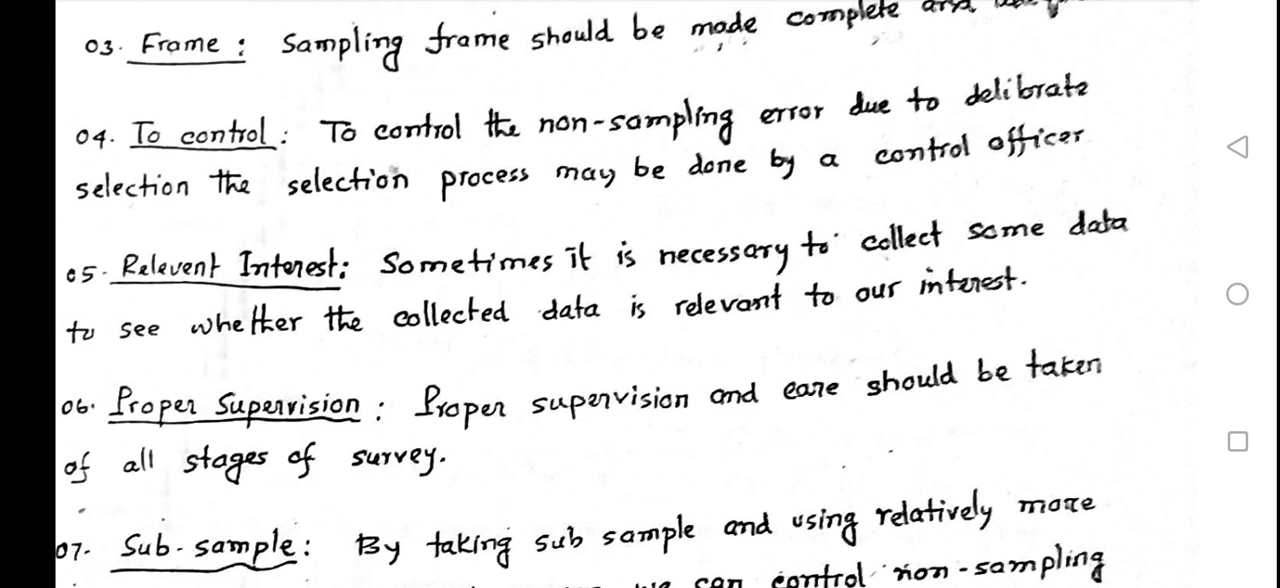 03. Frame : Sampling frame should be made complete and
04. To control : To control the non-sampling error due to delibrate
selection the selection process may be done by a control officer
05. Relevent Interest : Sometimes it is necessary to collect some data
to see whether the collected data is relevant to our interest.
06. Proper Supervision : Proper supervision and care should be taken
of all stages of survey.
07- Sub-sample : By taking sub sample and using relatively more
we can control non-sampling